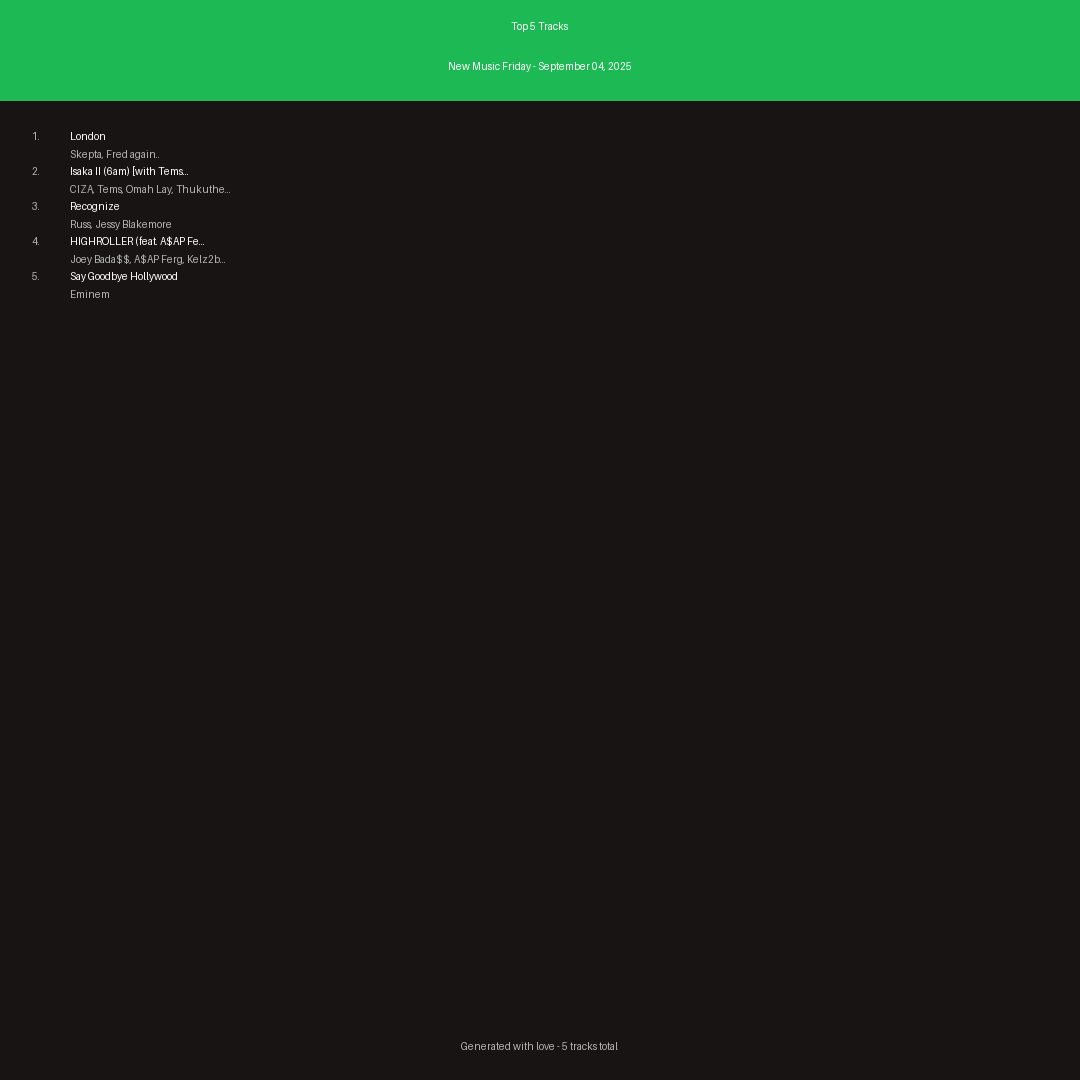 Top 5 Tracks
New Music Friday - September 04, 2025
1. London
Skepta, Fred again..
2. Isaka II (6am) [with Tems...
CIZA, Tems, Omah Lay, Thukuthe...
3. Recognize
Russ, Jessy Blakemore
4. HIGHROLLER (feat. A$AP Fe...
Joey Bada$$, A$AP Ferg, Kelz2b...
5. Say Goodbye Hollywood
Eminem
Generated with love - 5 tracks total